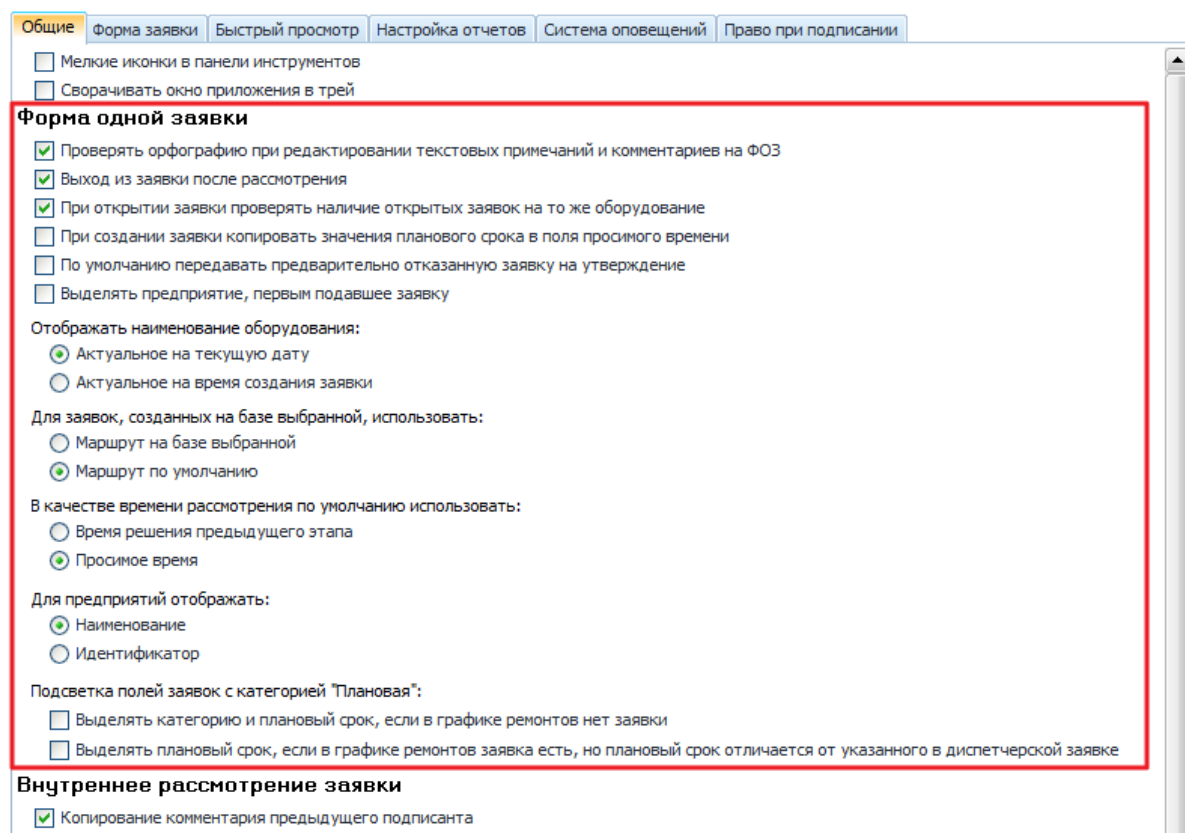 Общие Форма заявки Быстрый просмотр Настройка отчетов Система оповещений Право при подписании
Мелкие иконки в панели инструментов
Сворачивать окно приложения в трей
Форма одной заявки
Проверять орфографию при редактировании текстовых примечаний и комментариев на ФОЗ
Выход из заявки после рассмотрения
При открытии заявки проверять наличие открытых заявок на то же оборудование
При создании заявки копировать значения планового срока в поля просимого времени
По умолчанию передавать предварительно отказанную заявку на утверждение
Выделять предприятие, первым подавшее заявку
Отображать наименование оборудования:
Актуальное на текущую дату
Актуальное на время создания заявки
Для заявок, созданных на базе выбранной, использовать:
Маршрут на базе выбранной
Маршрут по умолчанию
В качестве времени рассмотрения по умолчанию использовать:
Время решения предыдущего этапа
Просимое время
Для предприятий отображать:
Наименование
Идентификатор
Подсветка полей заявок с категорией "Плановая":
Выделять категорию и плановый срок, если в графике ремонтов нет заявки
Выделять плановый срок, если в графике ремонтов заявка есть, но плановый срок отличается от указанного в диспетчерской заявке
Внутреннее рассмотрение заявки
Копирование комментария предыдущего подписанта